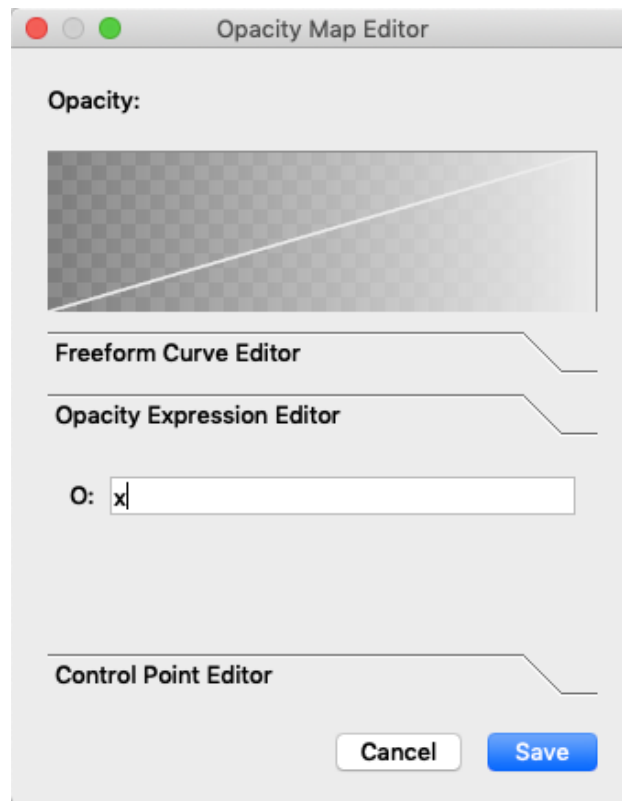 Opacity Map Editor
Opacity:
Freeform Curve Editor
Opacity Expression Editor
O: x
Control Point Editor
Cancel Save